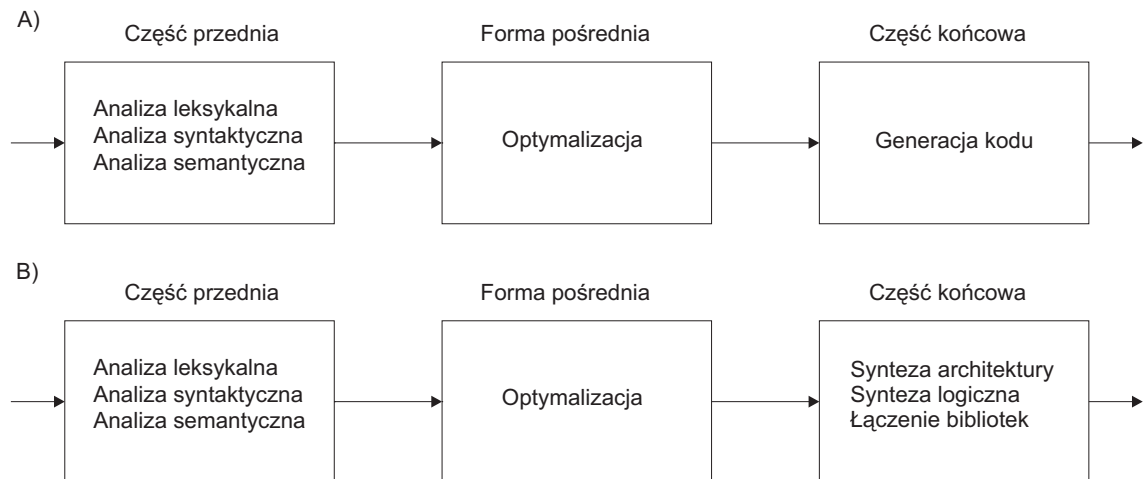 A)
Część przednia
Forma pośrednia
Część końcowa
Analiza leksykalna
Analiza syntaktyczna
Analiza semantyczna
Optymalizacja
Generacja kodu
B)
Część przednia
Forma pośrednia
Część końcowa
Analiza leksykalna
Analiza syntaktyczna
Analiza semantyczna
Optymalizacja
Synteza architektury
Synteza logiczna
Łączenie bibliotek